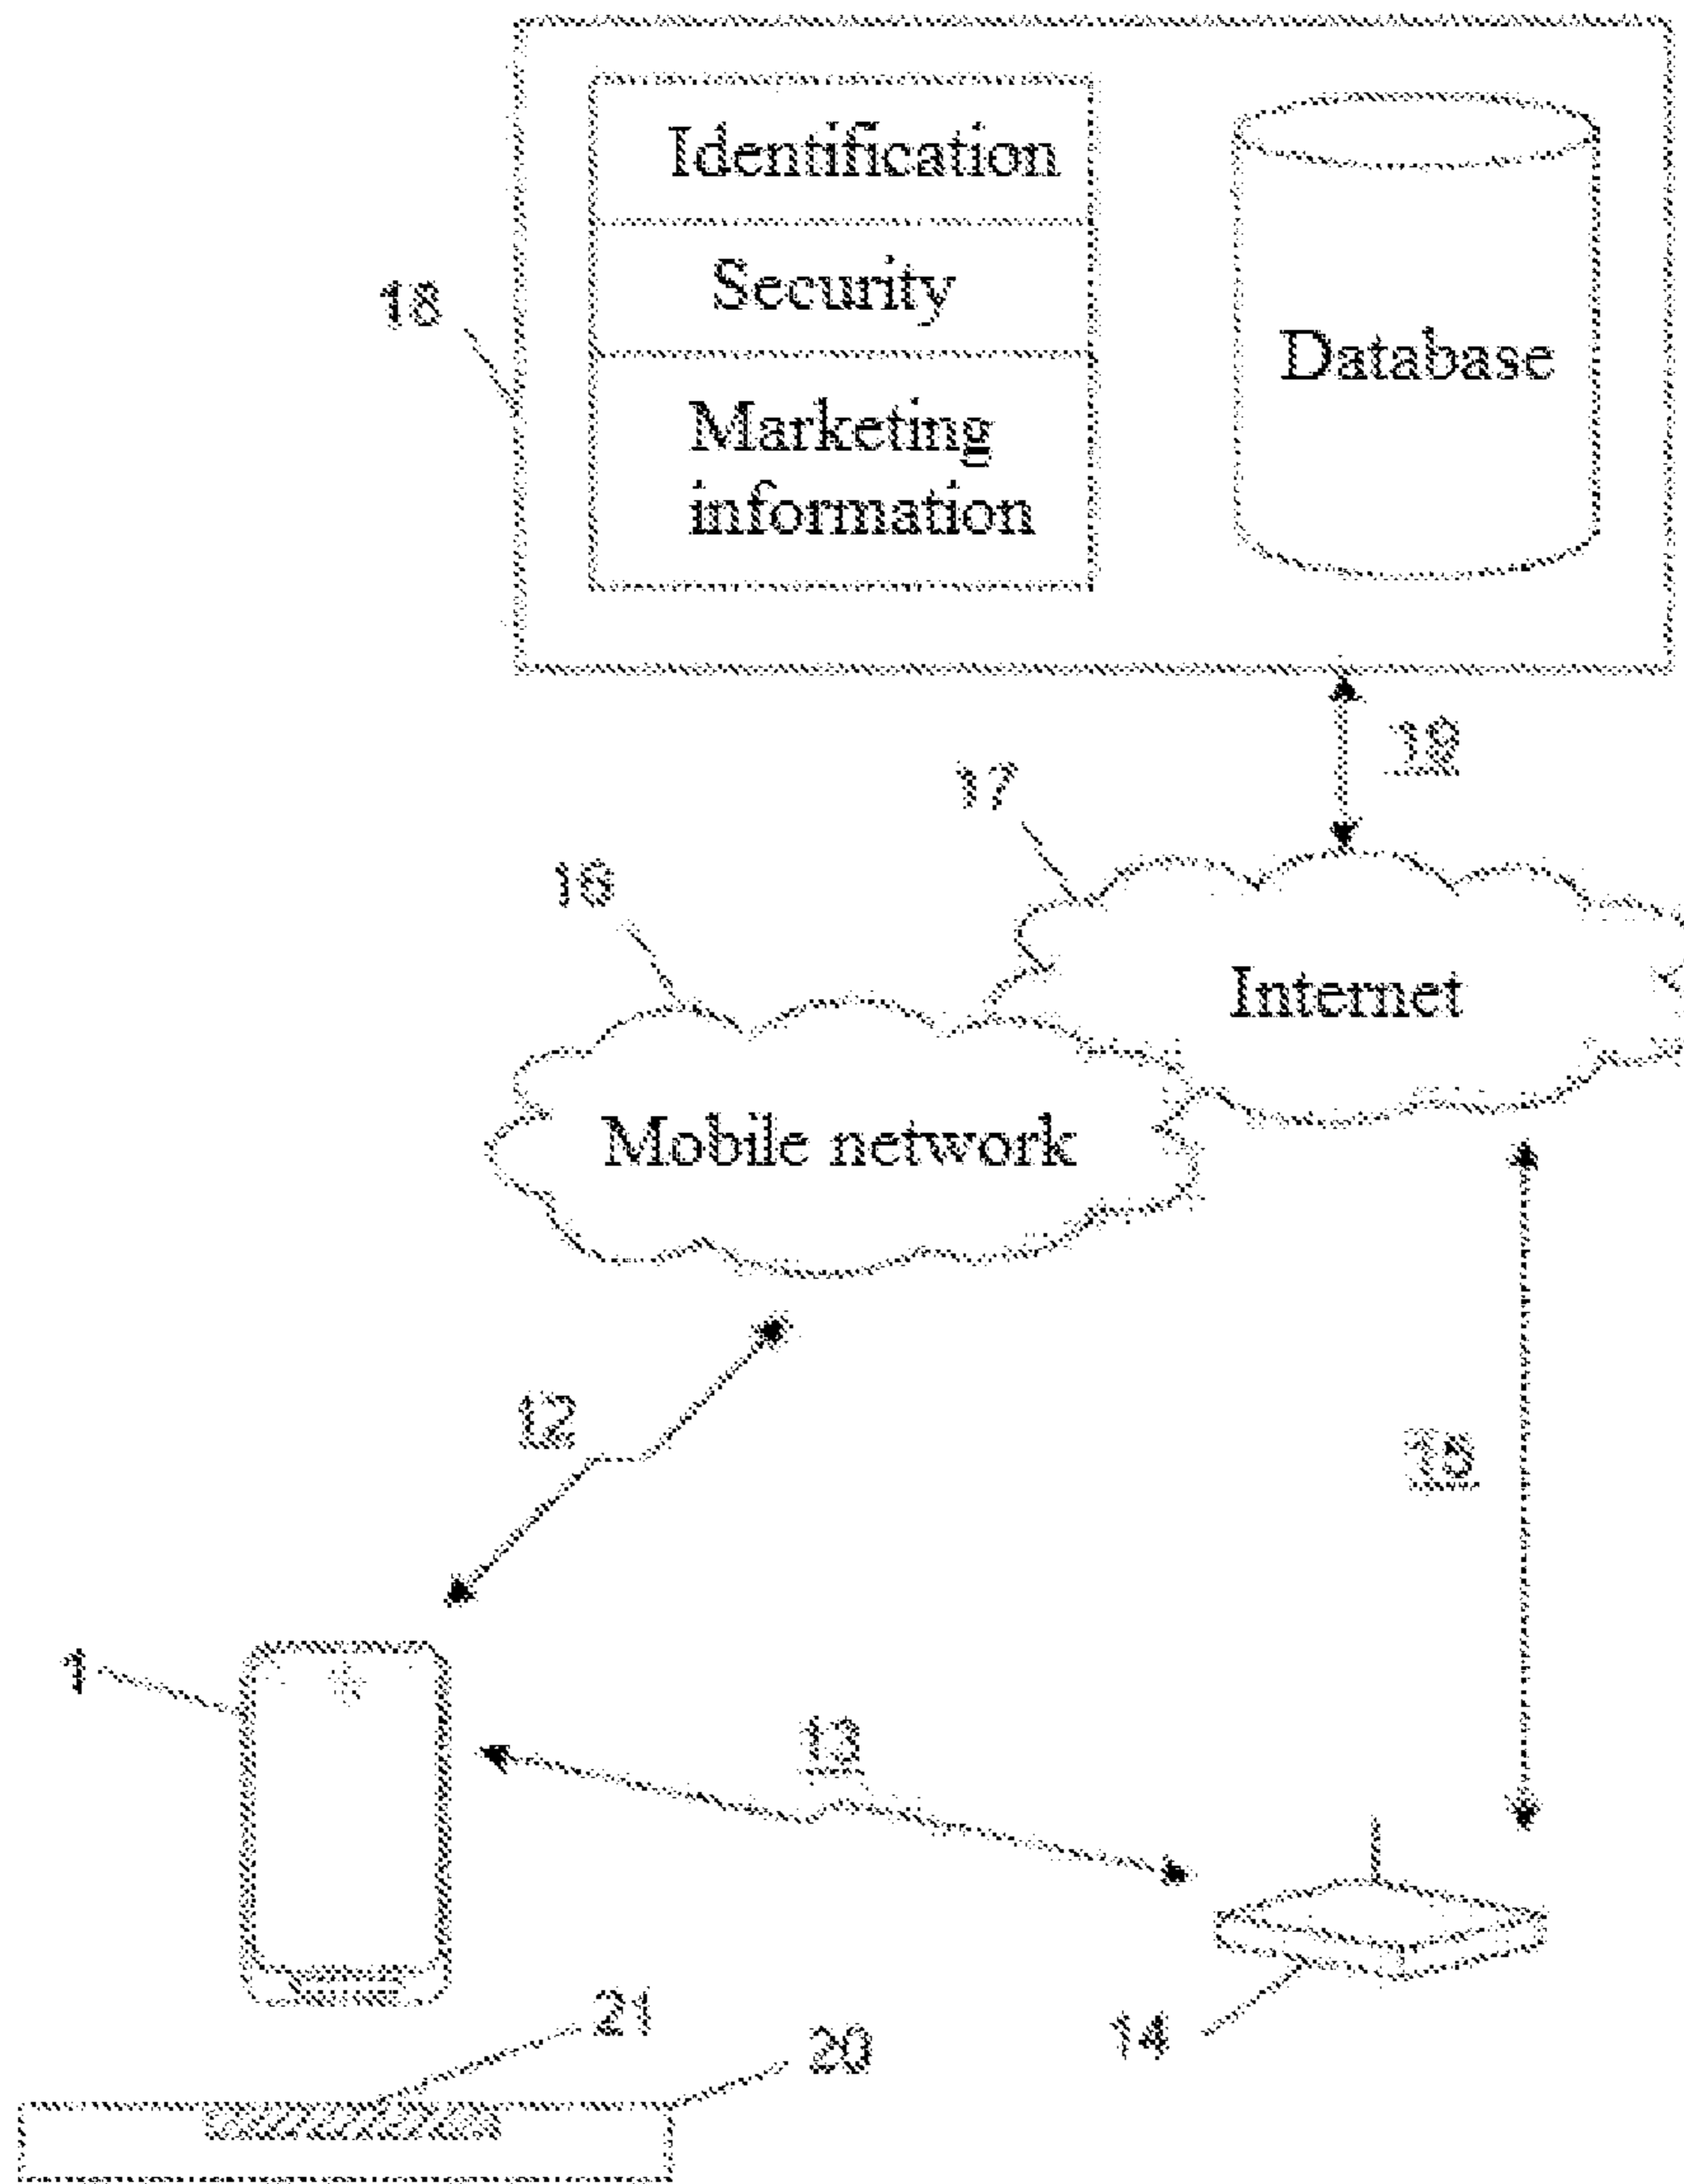 Identification
Security
Database
Marketing
information
18
19
17
16
Internet
Mobile network
12
15
1
13
21
20
14